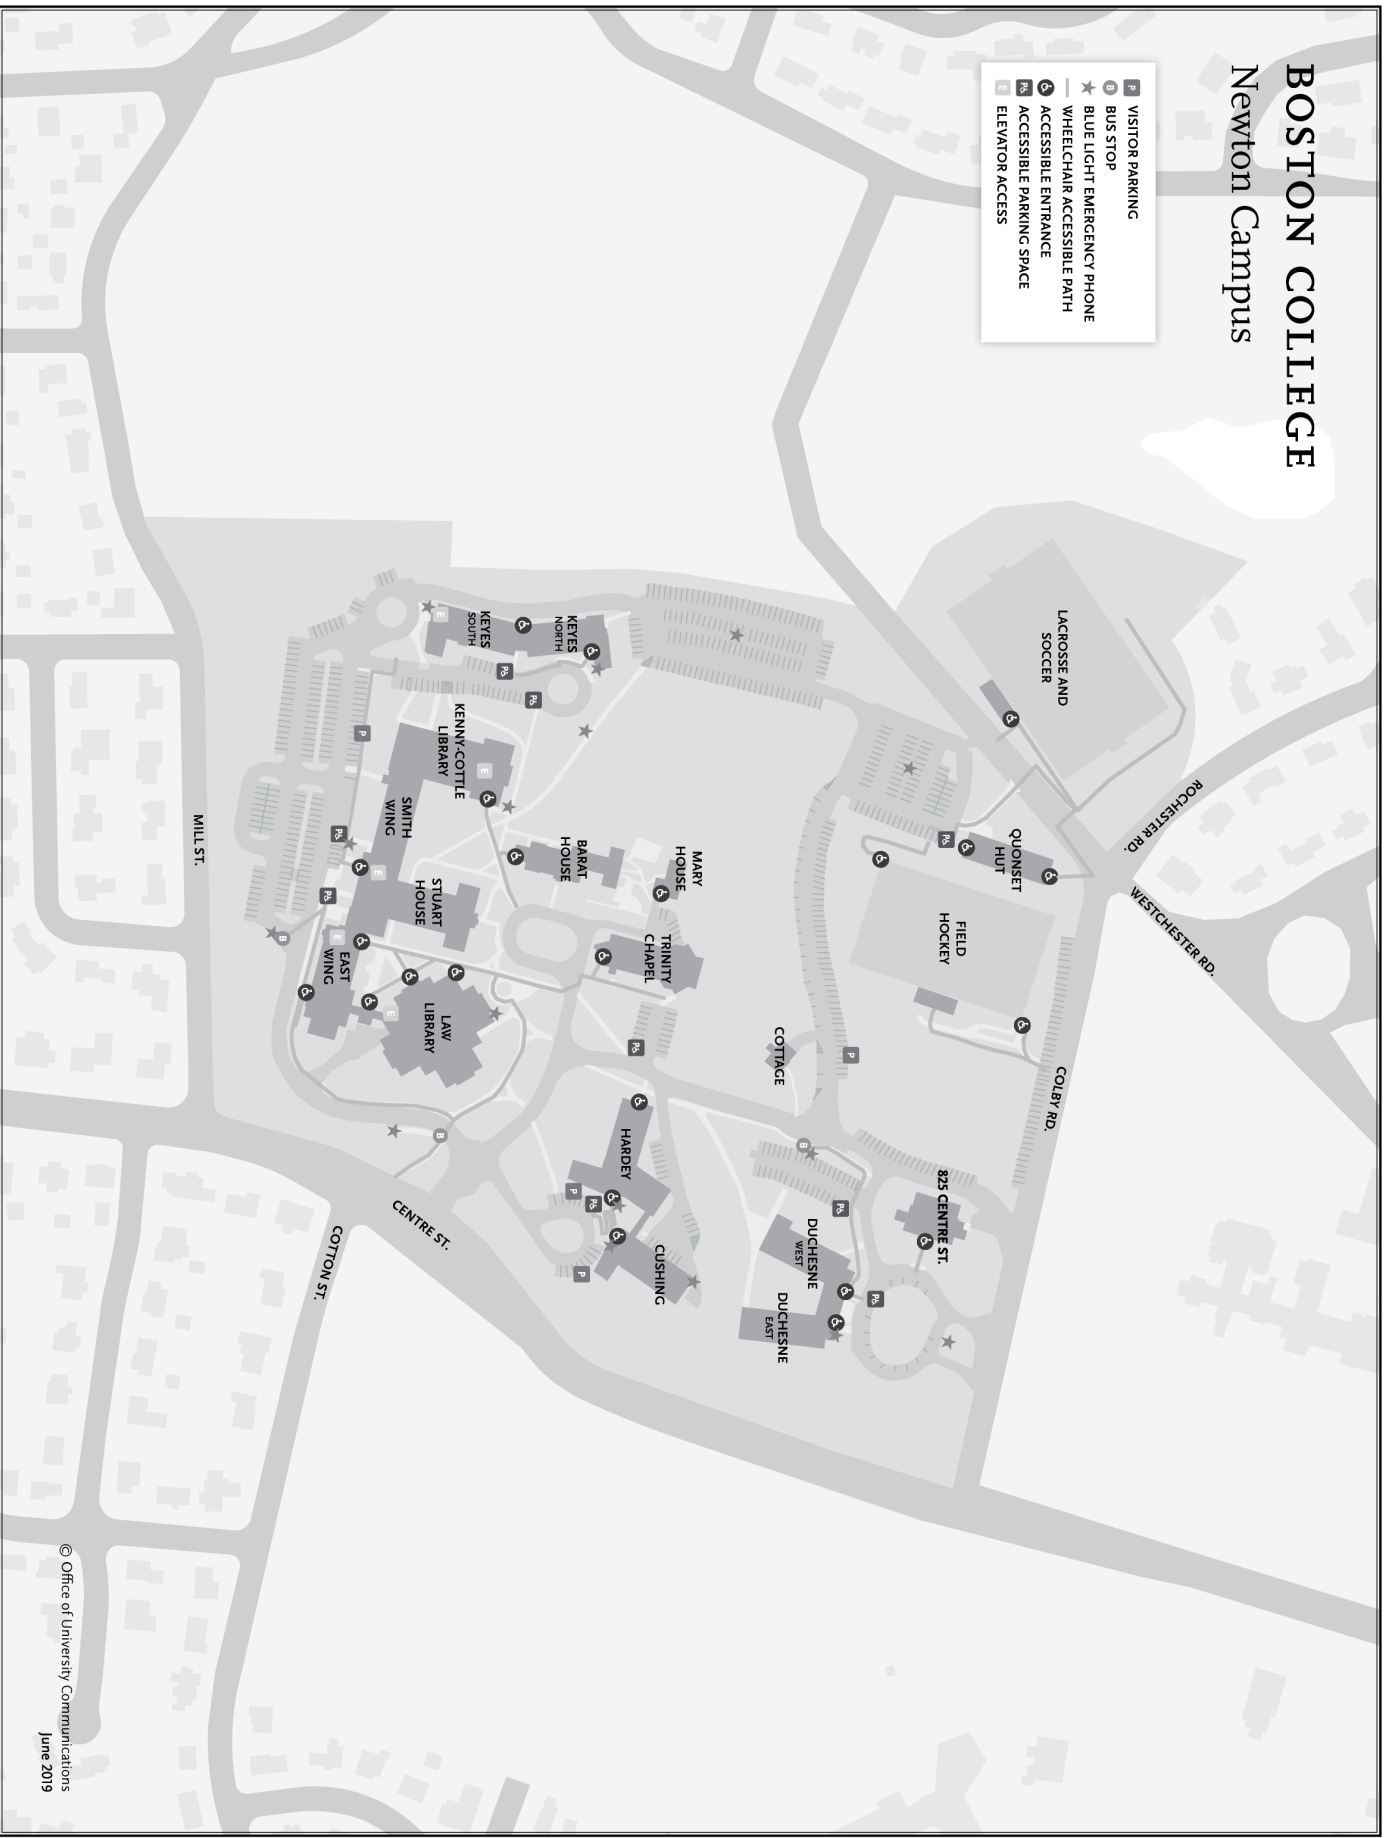 BOSTON COLLEGE
Newton Campus
P VISITOR PARKING
B BUS STOP
BLUE LIGHT EMERGENCY PHONE
WHEELCHAIR ACCESSIBLE PATH
ACCESSIBLE ENTRANCE
P ACCESSIBLE PARKING SPACE
E ELEVATOR ACCESS
ROCHESTER RD.
WESTCHESTER RD.
LACROSSE AND
SOCCER
QUONSET
HUT
FIELD
HOCKEY
COLBY RD.
825 CENTRE ST.
COTTAGE
P
B
P
P
P
DUCHESNE
WEST
DUCHESNE
EAST
MARY
HOUSE
TRINITY
CHAPEL
P
HARDEY
CUSHING
P
P
P
BARAT
HOUSE
KEYES
NORTH
KEYES
SOUTH
E
P
P
KENNY-COTTLE
LIBRARY
E
SMITH
WING
STUART
HOUSE
E
LAW
LIBRARY
E
EAST
WING
E
P
P
P
B
B
CENTRE ST.
COTTON ST.
MILL ST.
© Office of University Communications
June 2019